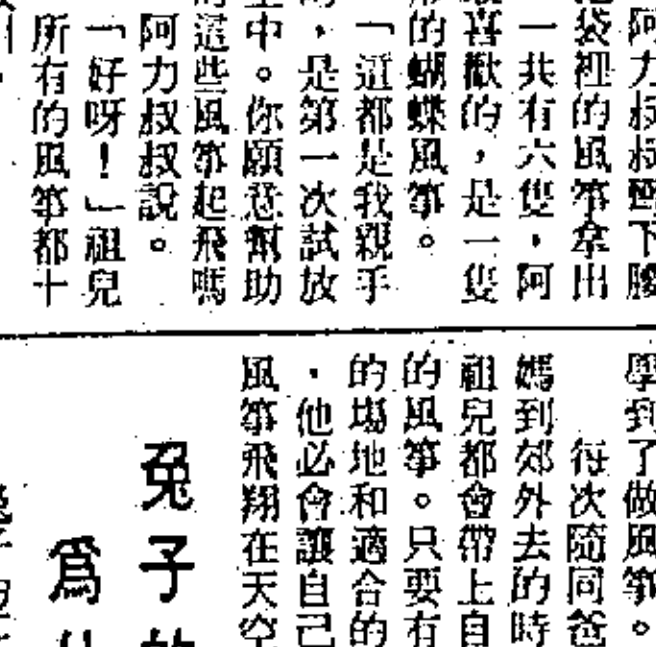 阿力叔叔野下腰
袋裡的風箏拿出
一共有六隻，阿
喜歡的，是一隻
的蝴蝶風箏。
「這都是我親手
，是第一次試放
中。你願意幫助
這些風箏起飛嗎
阿力叔叔說。
「好呀！」祖兒
所有的風箏都十
學到了做風箏。
每次隨同爸
媽到郊外去的時
祖兒都會帶上自
的風箏。只要有
的場地和適合的
，他必會讓自己
風箏飛翔在天空
兔子的
爲什